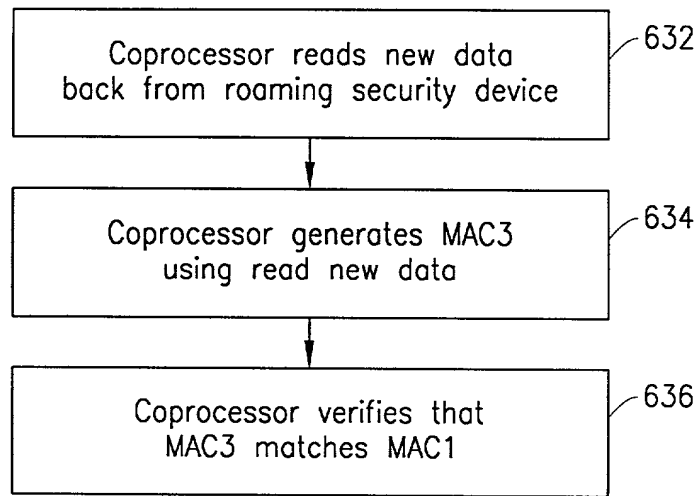 Coprocessor reads new data
back from roaming security device
632
Coprocessor generates MAC3
using read new data
634
Coprocessor verifies that
MAC3 matches MAC1
636